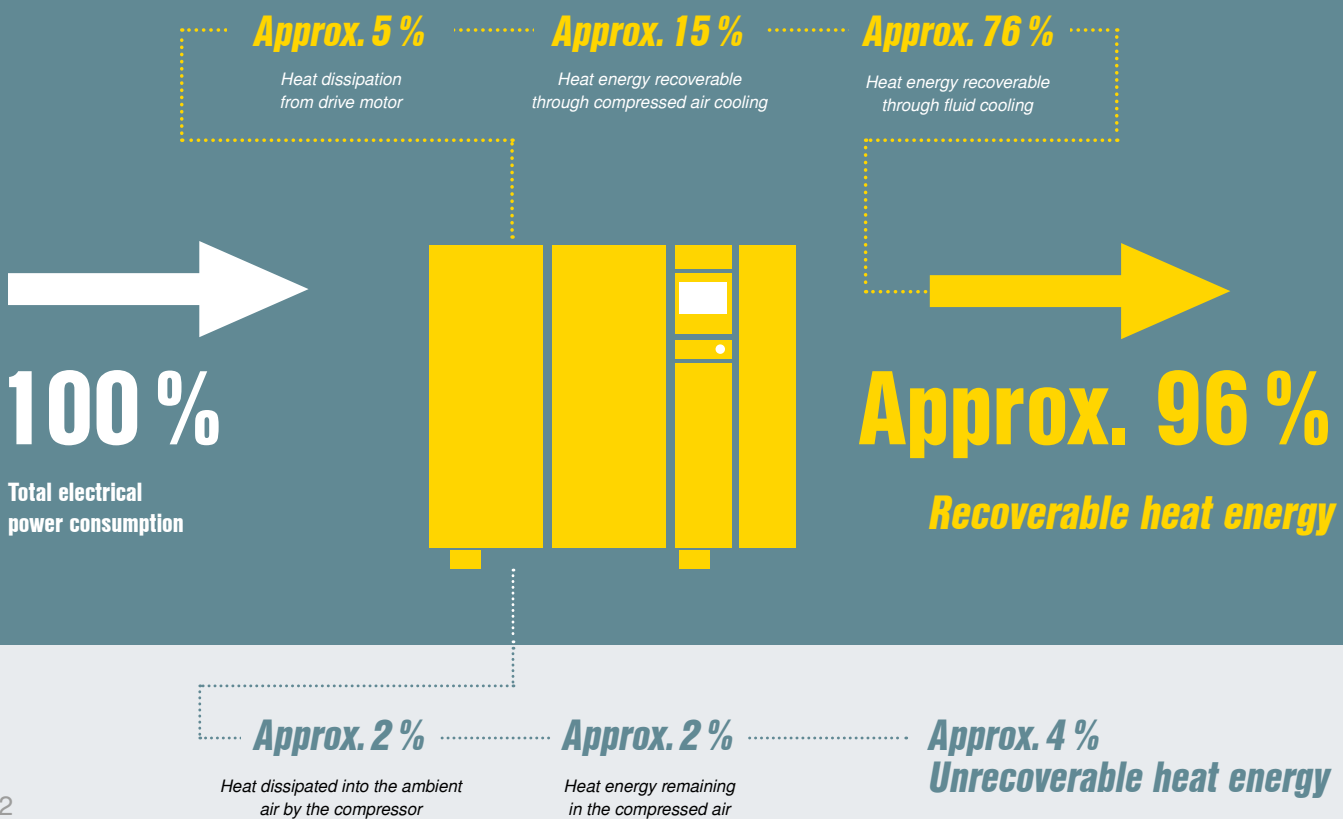 Approx. 5 %
Heat dissipation
from drive motor
Approx. 15 %
Heat energy recoverable
through compressed air cooling
Approx. 76 %
Heat energy recoverable
through fluid cooling
100 %
Total electrical
power consumption
Approx. 96 %
Recoverable heat energy
Approx. 2 %
Heat dissipated into the ambient
air by the compressor
Approx. 2 %
Heat energy remaining
in the compressed air
Approx. 4 %
Unrecoverable heat energy
2